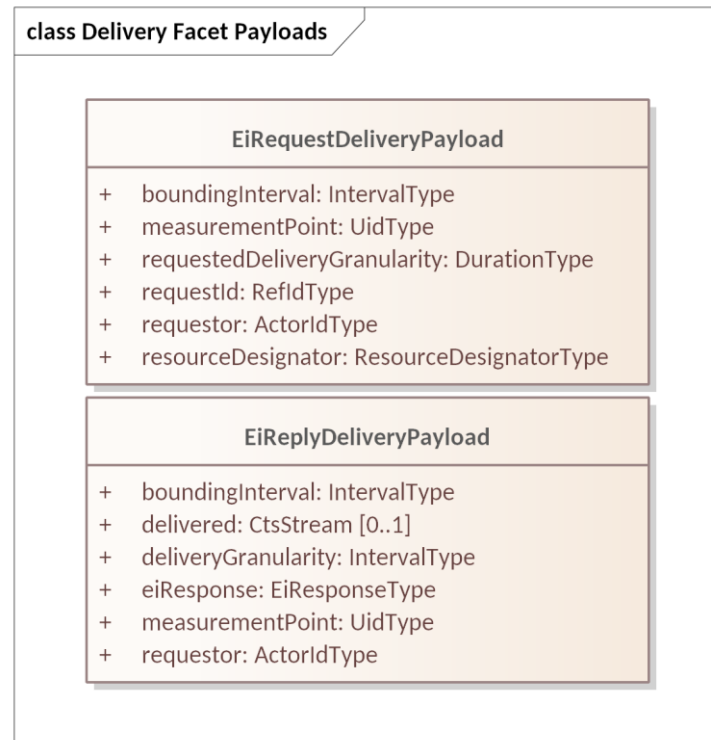 class Delivery Facet Payloads
EiRequestDeliveryPayload
+ boundingInterval: IntervalType
+ measurementPoint: UidType
+ requestedDeliveryGranularity: DurationType
+ requestId: RefIdType
+ requestor: ActorIdType
+ resourceDesignator: ResourceDesignatorType
EiReplyDeliveryPayload
+ boundingInterval: IntervalType
+ delivered: CtsStream [0..1]
+ deliveryGranularity: IntervalType
+ eiResponse: EiResponseType
+ measurementPoint: UidType
+ requestor: ActorIdType